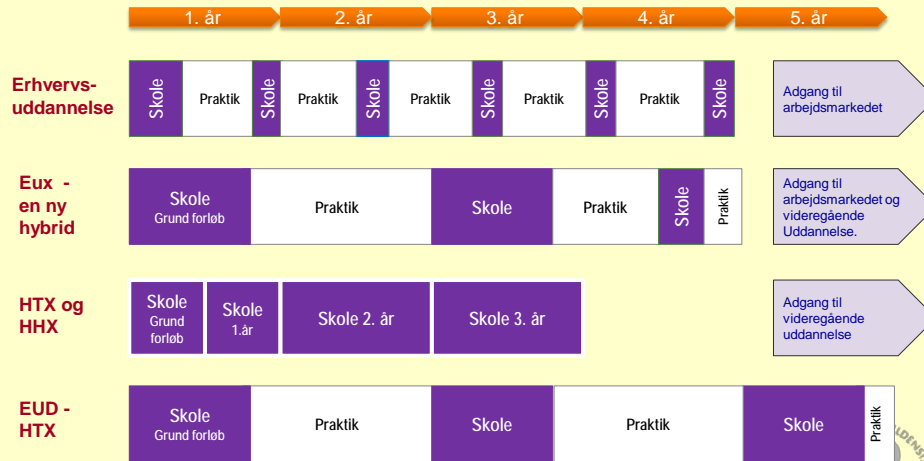 1. år
2. år
3. år
4. år
5. år
Erhvervs-
uddannelse
Skole
Praktik
Skole
Praktik
Skole
Praktik
Skole
Praktik
Skole
Praktik
Skole
Adgang til
arbejdsmarkedet
Eux -
en ny
hybrid
Skole
Grund forløb
Praktik
Skole
Praktik
Skole
Praktik
Adgang til
arbejdsmarkedet og
videregående
Uddannelse.
HTX og
HHX
Skole
Grund
forløb
Skole
1.år
Skole 2. år
Skole 3. år
Adgang til
videregående
uddannelse
EUD -
HTX
Skole
Grund forløb
Praktik
Skole
Praktik
Skole
Praktik